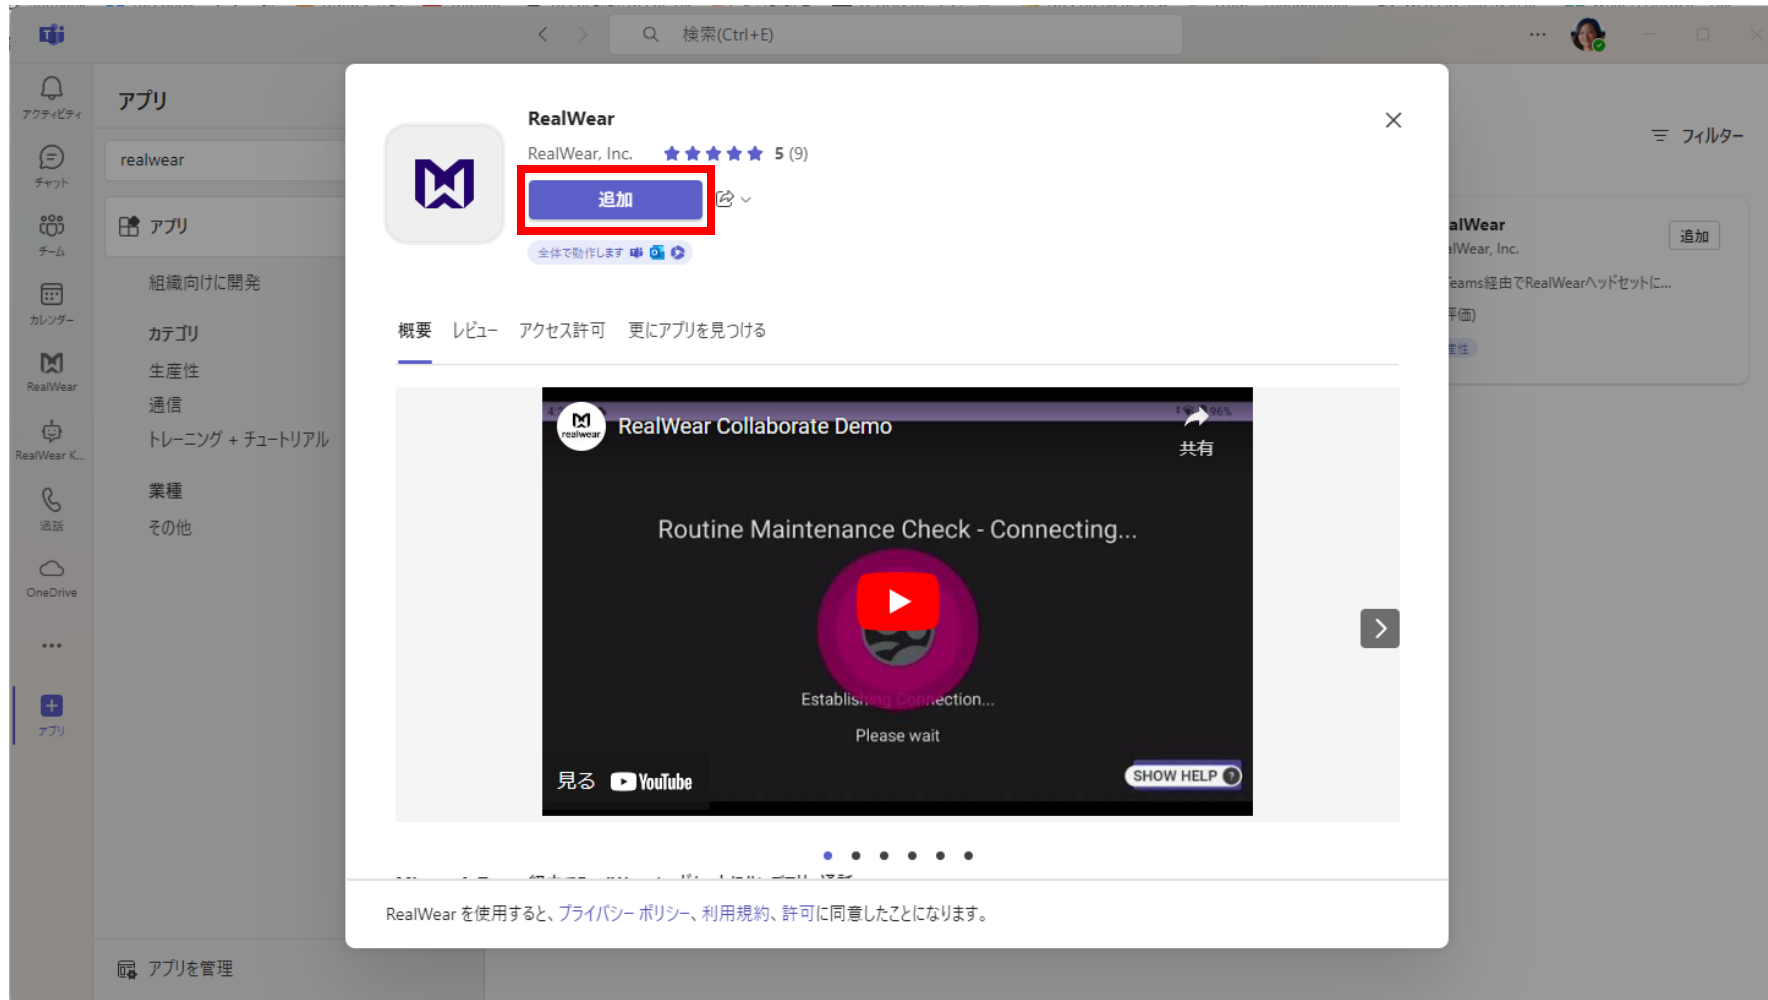 検索(Ctrl+E)
アクティビティ
チャット
チーム
カレンダー
RealWear
RealWear K...
通話
OneDrive
アプリ
アプリ
realwear
アプリ
組織向けに開発
カテゴリ
生産性
通信
トレーニング + チュートリアル
業種
その他
アプリを管理
RealWear
RealWear, Inc. 5 (9)
追加
全体で動作します
概要 レビュー アクセス許可 更にアプリを見つける
96%
realwear
RealWear Collaborate Demo
共有
Routine Maintenance Check - Connecting...
Establishing Connection...
Please wait
見る YouTube
SHOW HELP ?
RealWear を使用すると、プライバシー ポリシー、利用規約、許可に同意したことになります。
フィルター
alWear
追加
alWear, Inc.
eams経由でRealWearヘッドセットに...
平価)
産性